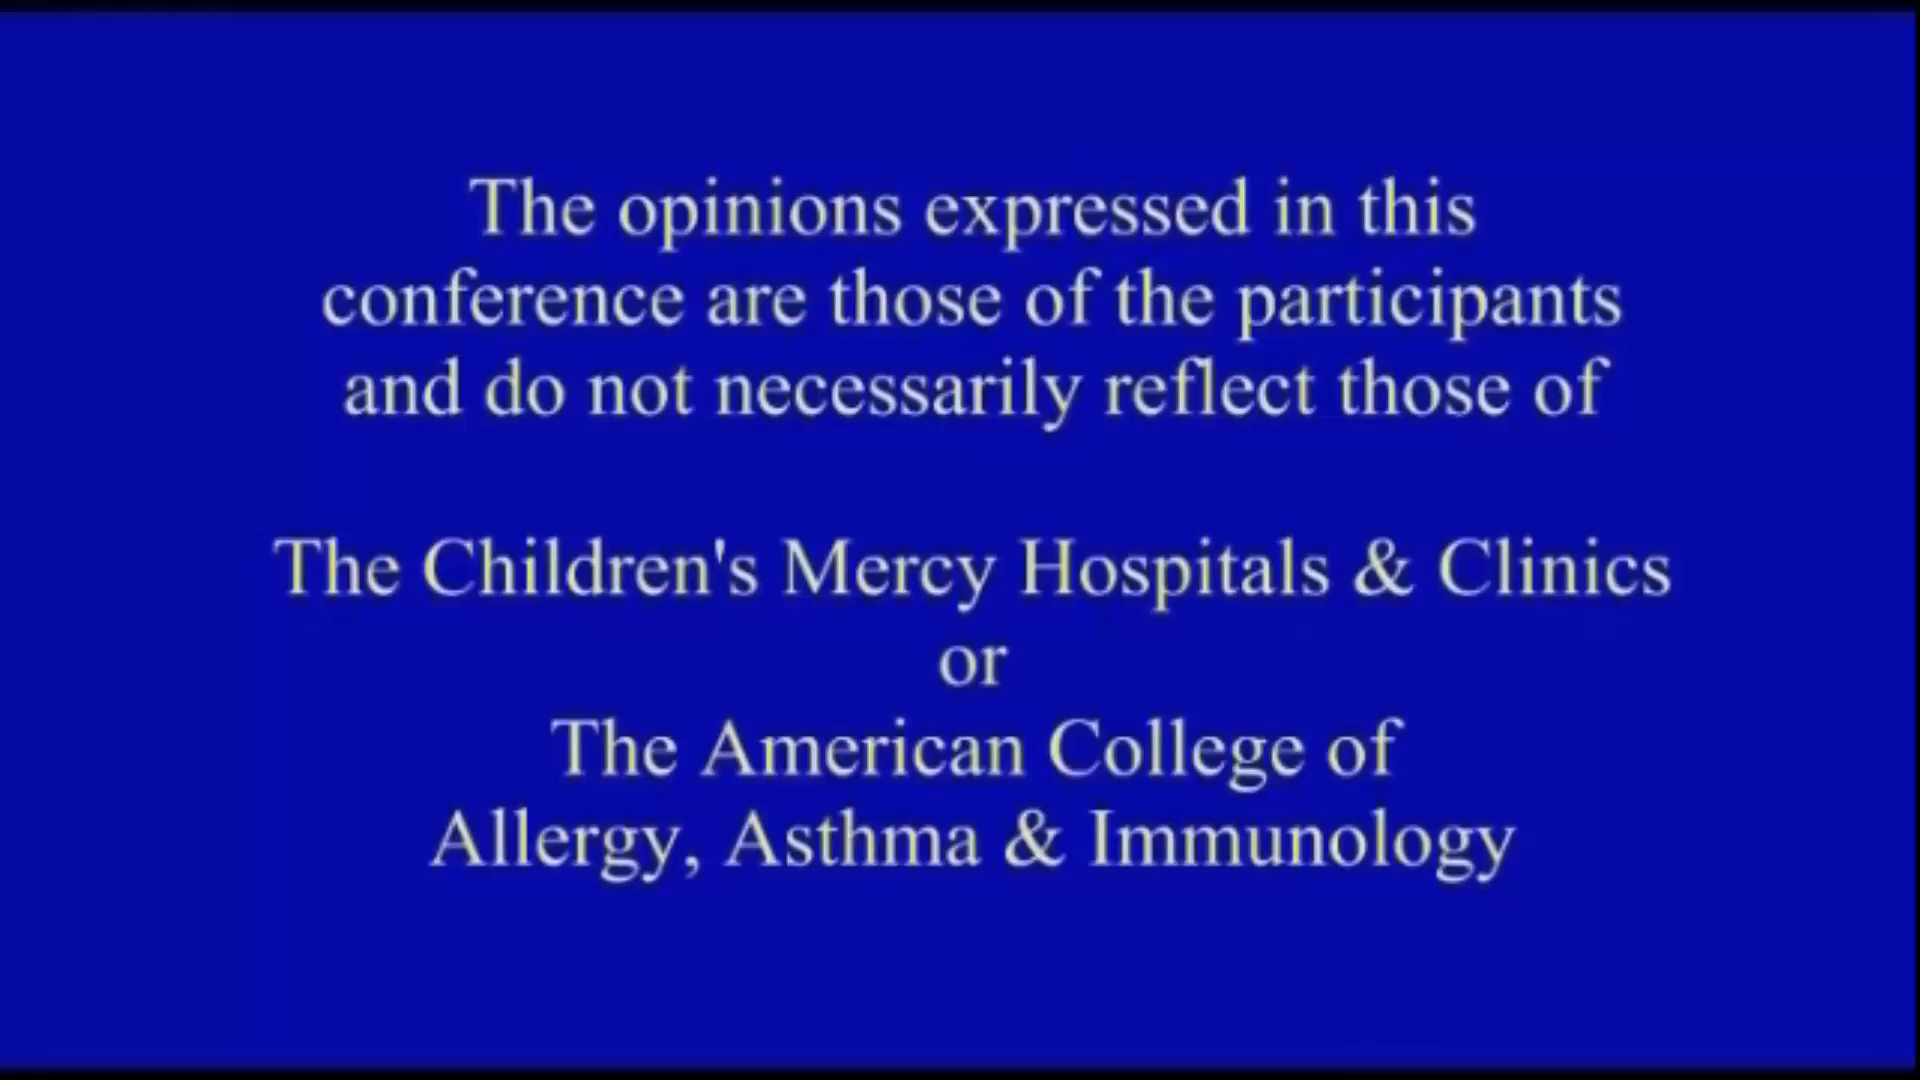 The opinions expressed in this
conference are those of the participants
and do not necessarily reflect those of
The Children's Mercy Hospitals & Clinics
or
The American College of
Allergy, Asthma & Immunology